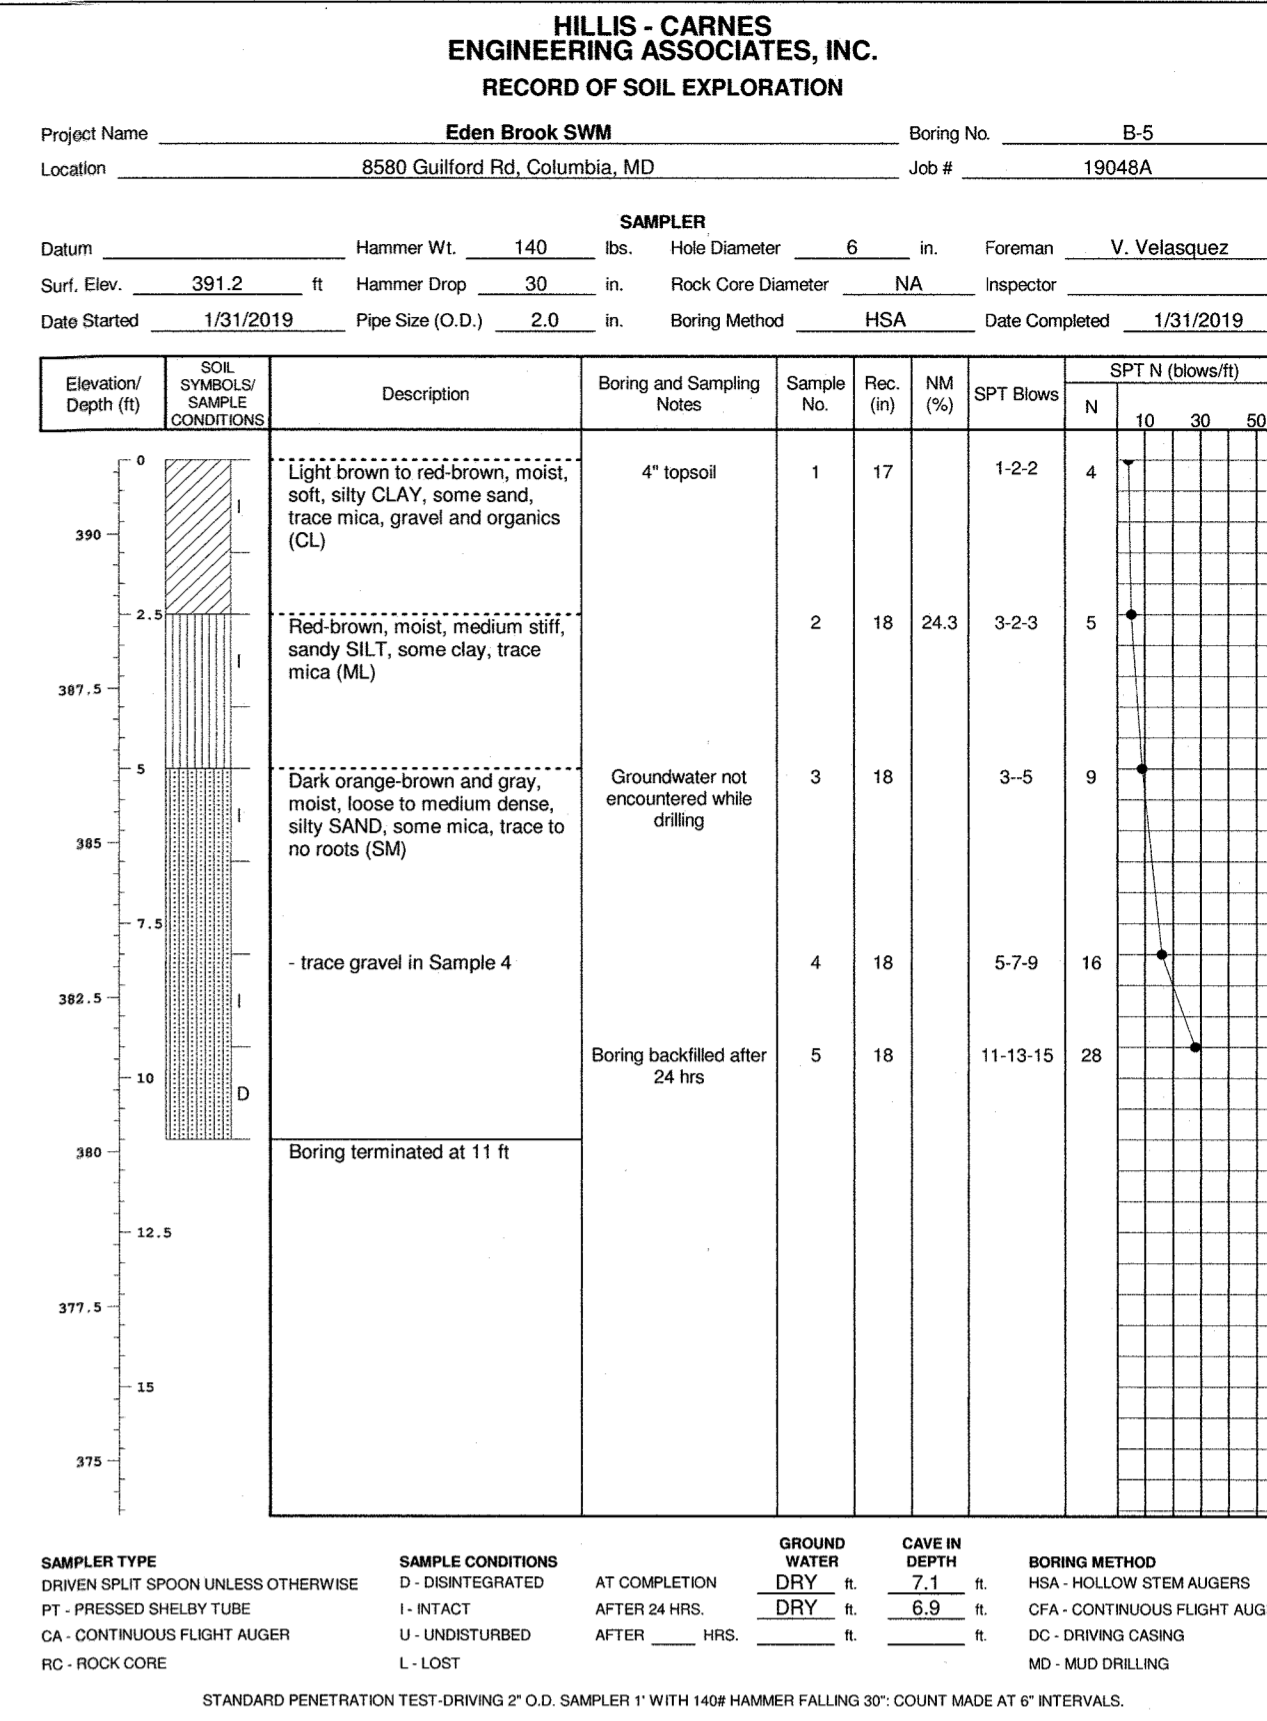 HILLIS - CARNES
ENGINEERING ASSOCIATES, INC.
RECORD OF SOIL EXPLORATION
Project Name Eden Brook SWM Boring No. B-5
Location 8580 Guilford Rd, Columbia, MD Job # 19048A
SAMPLER
Datum Hammer Wt. 140 lbs. Hole Diameter 6 in. Foreman V. Velasquez
Surf. Elev. 391.2 ft Hammer Drop 30 in. Rock Core Diameter NA Inspector
Date Started 1/31/2019 Pipe Size (O.D.) 2.0 in. Boring Method HSA Date Completed 1/31/2019
Elevation/
Depth (ft)
SOIL
SYMBOLS/
SAMPLE
CONDITIONS
Description
Boring and Sampling
Notes
Sample
No.
Rec.
(in)
NM
(%)
SPT Blows
SPT N (blows/ft)
N
10 30 50
0
Light brown to red-brown, moist,
soft, silty CLAY, some sand,
trace mica, gravel and organics
(CL)
4" topsoil
1 17 1-2-2 4
I
390
2.5
Red-brown, moist, medium stiff,
sandy SILT, some clay, trace
mica (ML)
2 18 24.3 3-2-3 5
I
387.5
5
Dark orange-brown and gray,
moist, loose to medium dense,
silty SAND, some mica, trace to
no roots (SM)
Groundwater not
encountered while
drilling
3 18 3--5 9
I
385
7.5
- trace gravel in Sample 4
4 18 5-7-9 16
I
382.5
Boring backfilled after
24 hrs
5 18 11-13-15 28
10
D
380
Boring terminated at 11 ft
12.5
377.5
15
375
SAMPLER TYPE
DRIVEN SPLIT SPOON UNLESS OTHERWISE
PT - PRESSED SHELBY TUBE
CA - CONTINUOUS FLIGHT AUGER
RC - ROCK CORE
SAMPLE CONDITIONS
D - DISINTEGRATED
I - INTACT
U - UNDISTURBED
L - LOST
GROUND
WATER
CAVE IN
DEPTH
AT COMPLETION DRY ft. 7.1 ft.
AFTER 24 HRS. DRY ft. 6.9 ft.
AFTER HRS. ft. ft.
BORING METHOD
HSA - HOLLOW STEM AUGERS
CFA - CONTINUOUS FLIGHT AUG
DC - DRIVING CASING
MD - MUD DRILLING
STANDARD PENETRATION TEST-DRIVING 2" O.D. SAMPLER 1' WITH 140# HAMMER FALLING 30": COUNT MADE AT 6" INTERVALS.